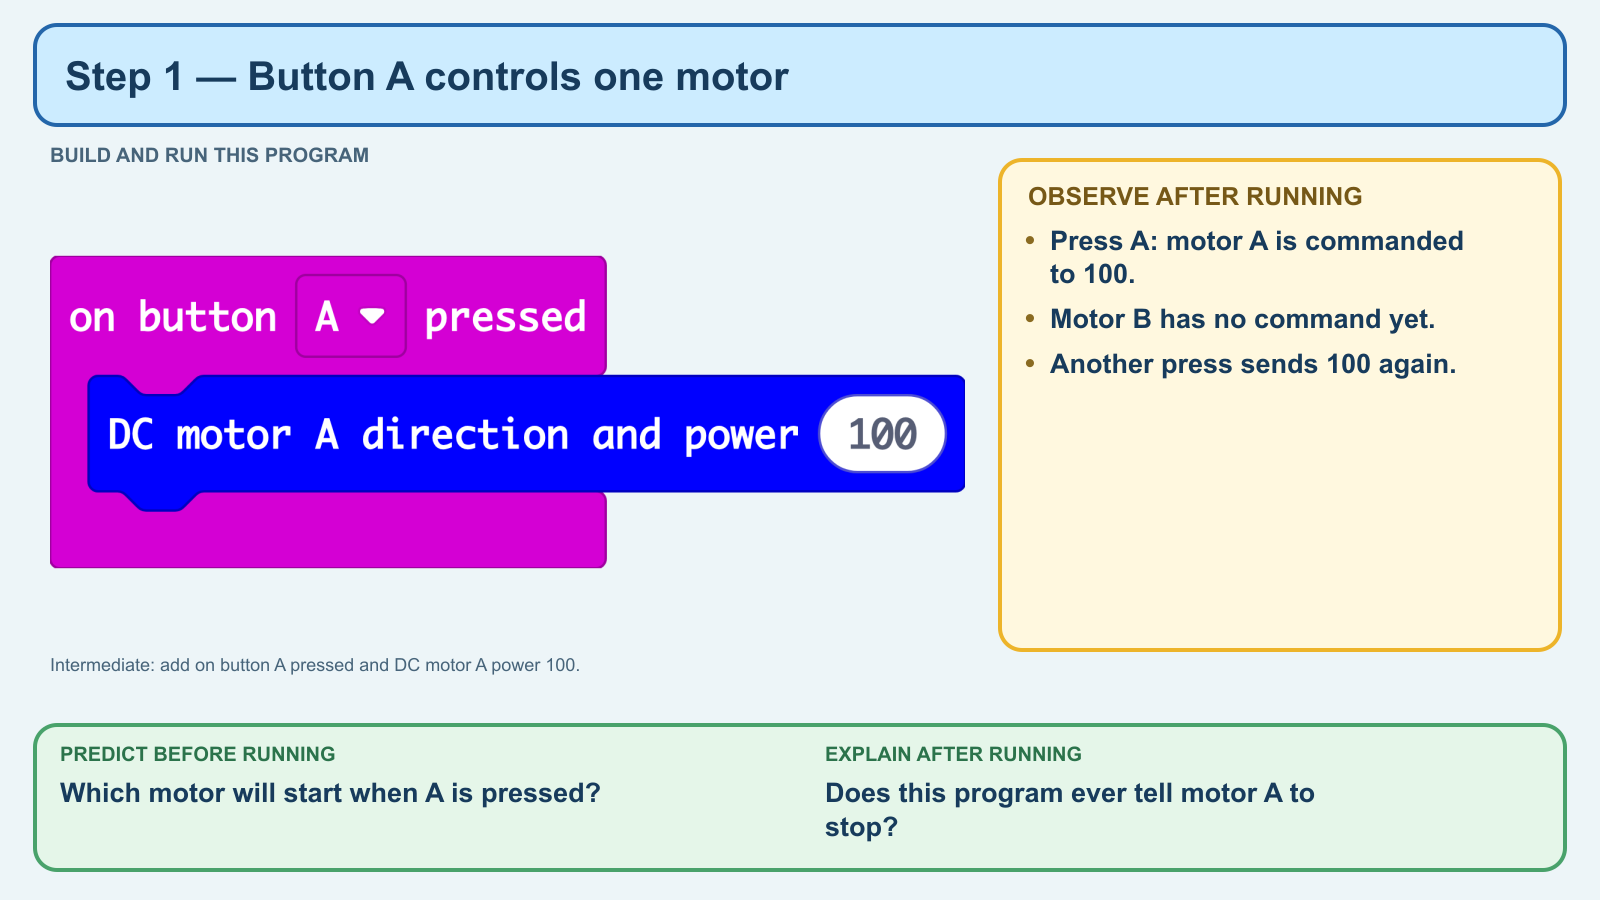 Step 1 — Button A controls one motor
BUILD AND RUN THIS PROGRAM
on button A pressed
DC motor A direction and power 100
Intermediate: add on button A pressed and DC motor A power 100.
OBSERVE AFTER RUNNING
• Press A: motor A is commanded
to 100.
• Motor B has no command yet.
• Another press sends 100 again.
PREDICT BEFORE RUNNING
Which motor will start when A is pressed?
EXPLAIN AFTER RUNNING
Does this program ever tell motor A to
stop?